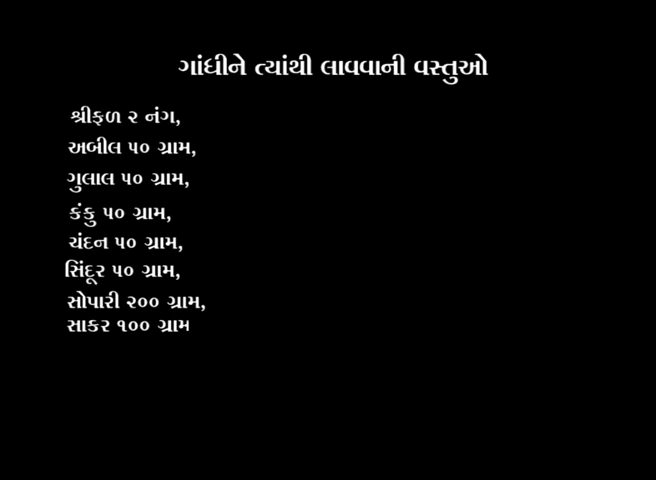 ગાંધીને ત્યાંથી લાવવાની વસ્તુઓ
શ્રીફળ ૨ નંગ,
અબીલ ૫૦ ગ્રામ,
ગુલાલ ૫૦ ગ્રામ,
કંકુ ૫૦ ગ્રામ,
ચંદન ૫૦ ગ્રામ,
સિંદૂર ૫૦ ગ્રામ,
સોપારી ૨૦૦ ગ્રામ,
સાકર ૧૦૦ ગ્રામ